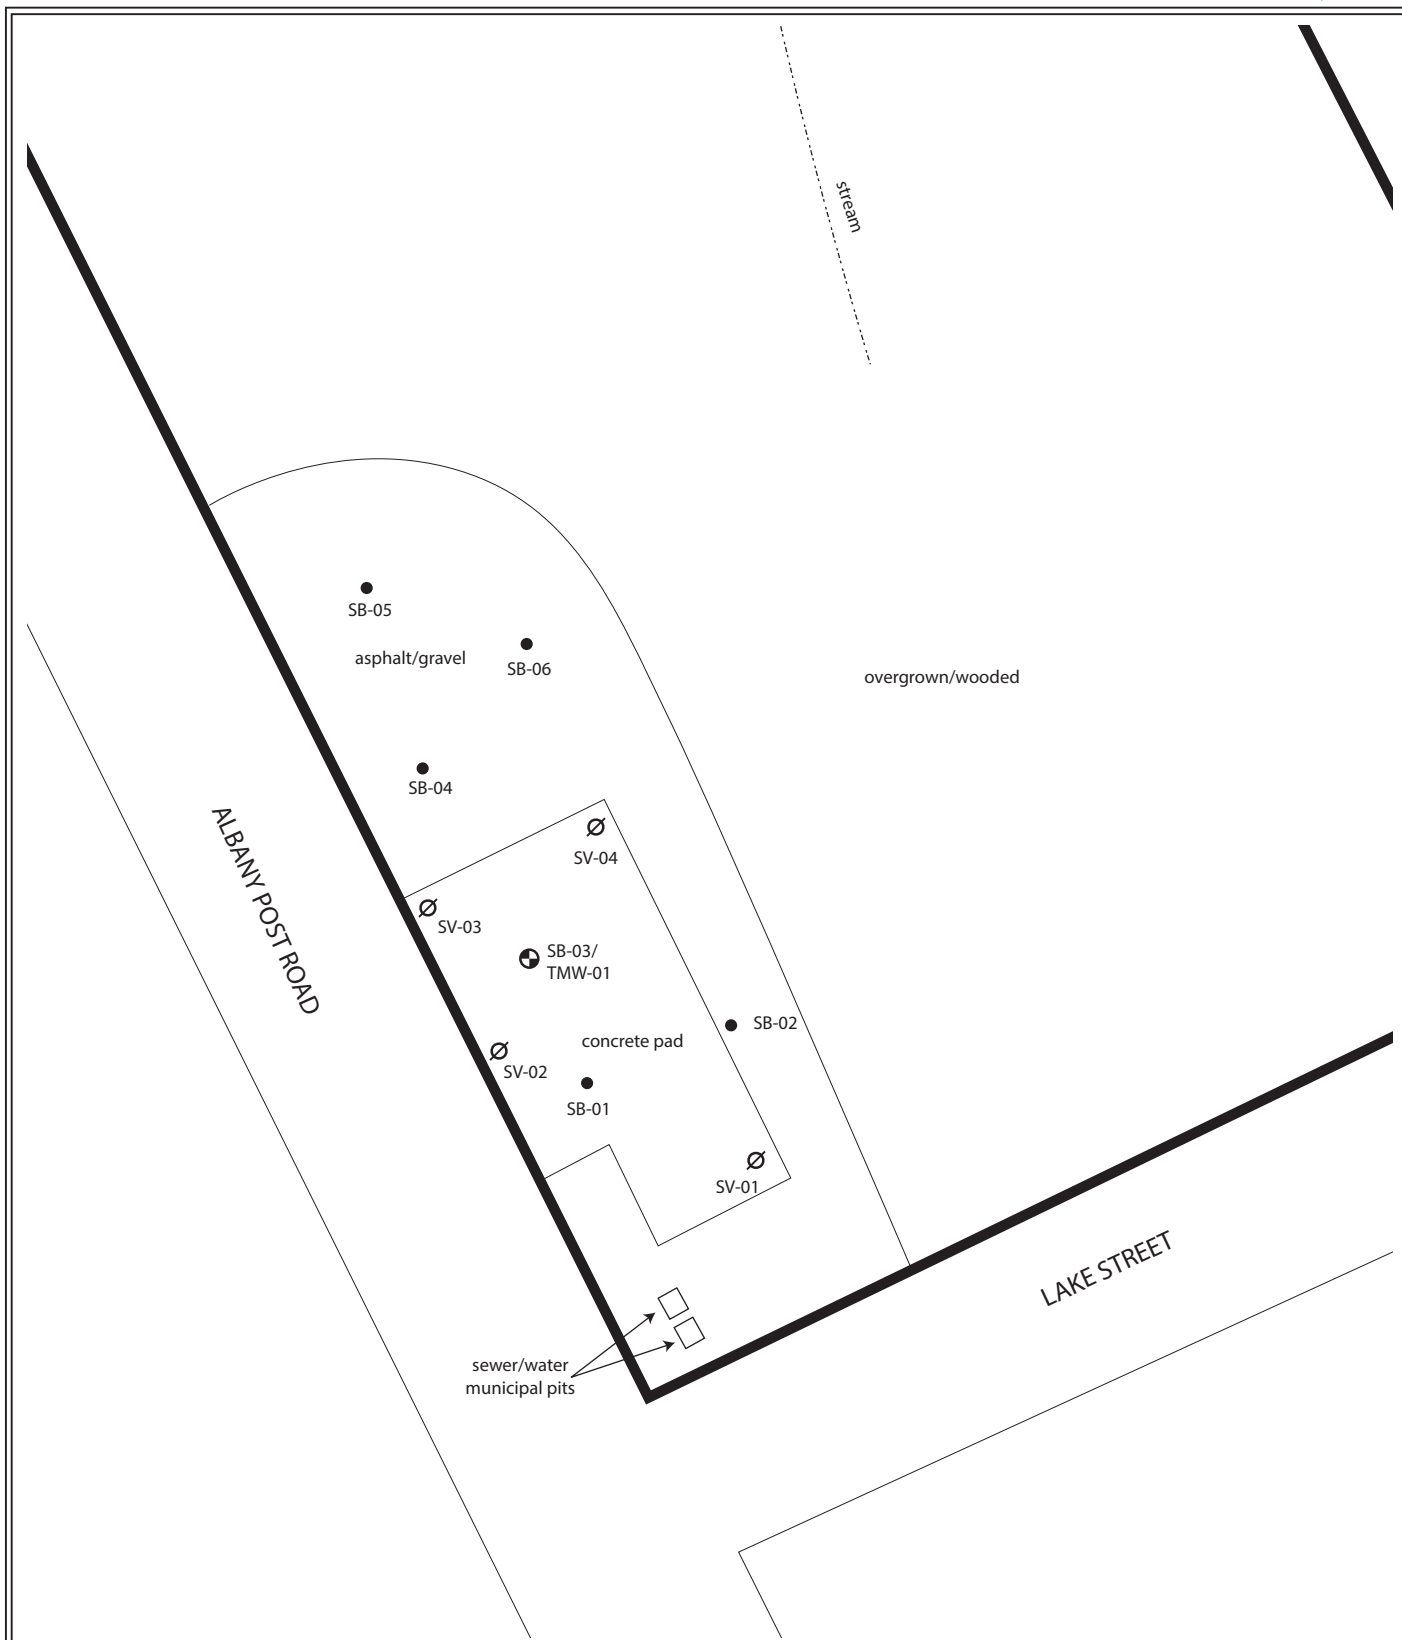 stream
SB-05
asphalt/gravel
SB-06
overgrown/wooded
SB-04
ALBANY POST ROAD
SV-04
SV-03
SB-03/
TMW-01
SB-02
concrete pad
SV-02
SB-01
SV-01
LAKE STREET
sewer/water
municipal pits